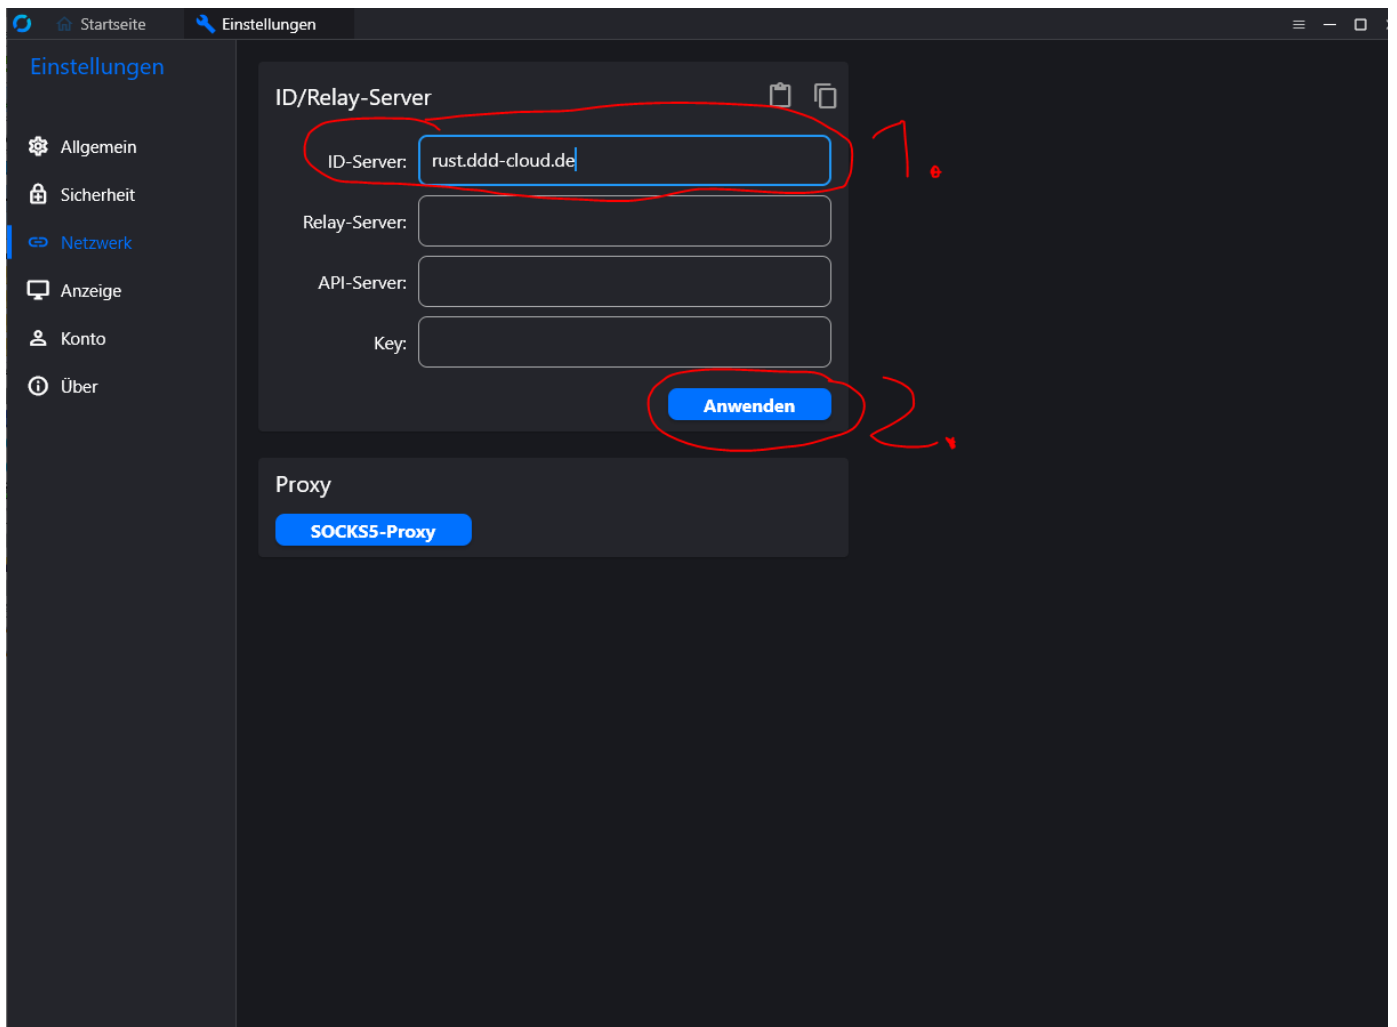 Startseite
Einstellungen
Einstellungen
Allgemein
Sicherheit
Netzwerk
Anzeige
Konto
Über
ID/Relay-Server
ID-Server: rust.ddd-cloud.de
1.
Relay-Server:
API-Server:
Key:
Anwenden
2.
Proxy
SOCKS5-Proxy